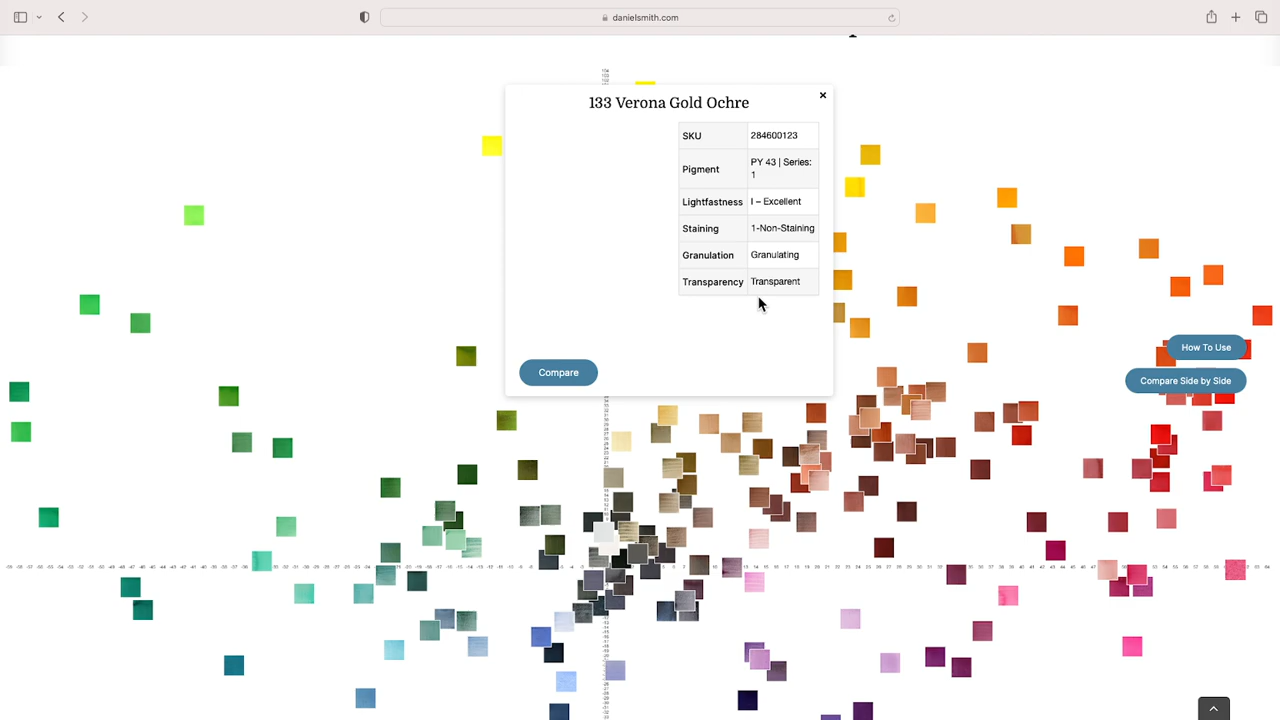 danielsmith.com
133 Verona Gold Ochre
×
SKU 284600123
Pigment PY 43 | Series:
1
Lightfastness I – Excellent
Staining 1-Non-Staining
Granulation Granulating
Transparency Transparent
Compare
How To Use
Compare Side by Side